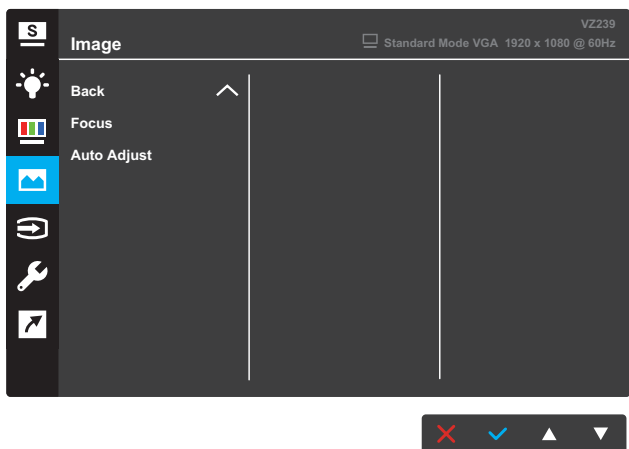 S
VZ239
Image
Standard Mode VGA 1920 x 1080 @ 60Hz
Back
Focus
Auto Adjust